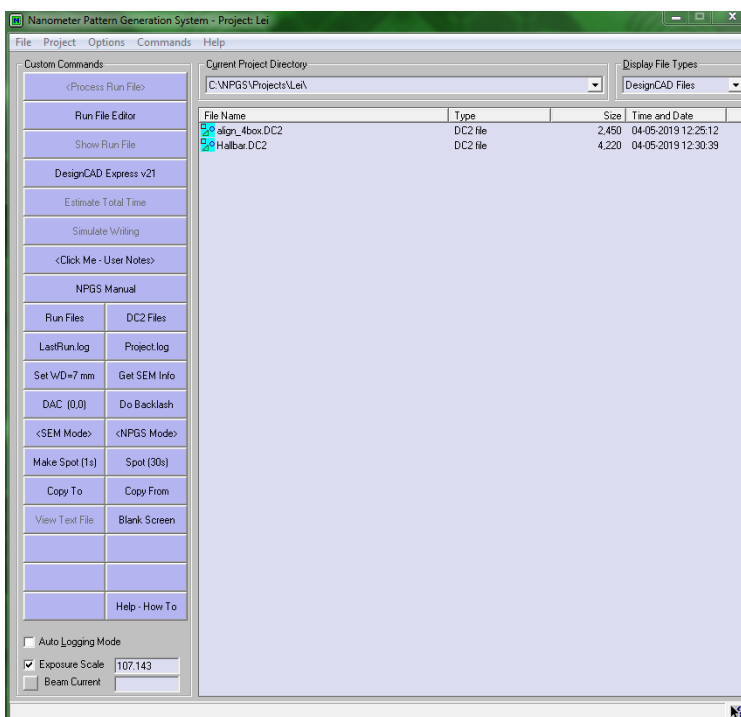 Nanometer Pattern Generation System - Project: Lei
File Project Options Commands Help
Custom Commands
<Process Run File>
Run File Editor
Show Run File
DesignCAD Express v21
Estimate Total Time
Simulate Writing
<Click Me - User Notes>
NPGS Manual
Run Files DC2 Files
LastRun.log Project.log
Set WD=7 mm Get SEM Info
DAC (0,0) Do Backlash
<SEM Mode> <NPGS Mode>
Make Spot (1s) Spot (30s)
Copy To Copy From
View Text File Blank Screen
Help - How To
Auto Logging Mode
Exposure Scale 107.143
Beam Current
Current Project Directory
C:\NPGS\Projects\Lei\
Display File Types
DesignCAD Files
File Name Type Size Time and Date
align_4box.DC2 DC2 file 2,450 04-05-2019 12:25:12
Hallbar.DC2 DC2 file 4,220 04-05-2019 12:30:39